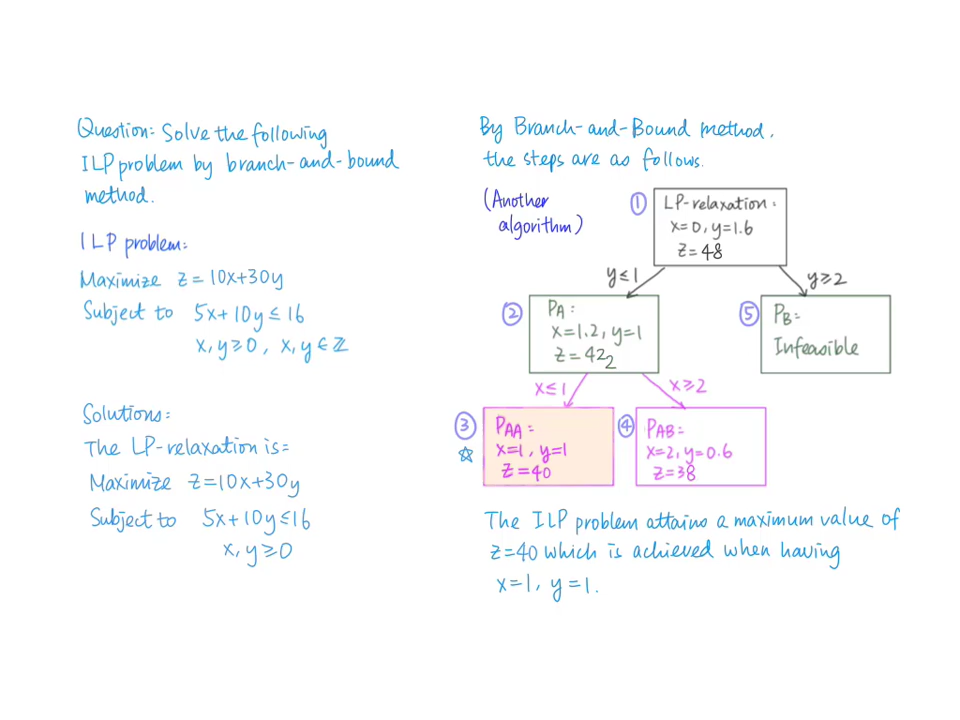 Question: Solve the following
ILP problem by branch-and-bound
method.
ILP problem:
Maximize z=10x+30y
Subject to 5x+10y≤16
x,y≥0, x,y∈ℤ
Solutions:
The LP-relaxation is:
Maximize z=10x+30y
Subject to 5x+10y≤16
x,y≥0
By Branch-and-Bound method,
the steps are as follows.
(Another
algorithm)
① LP-relaxation:
x=0, y=1.6
z=48
y≤1
y≥2
② PA:
x=1.2, y=1
z=422
⑤ PB:
Infeasible
x≤1
x≥2
③ PAA:
☆ x=1, y=1
z=40
④ PAB:
x=2, y=0.6
z=38
The ILP problem attains a maximum value of
z=40 which is achieved when having
x=1, y=1.